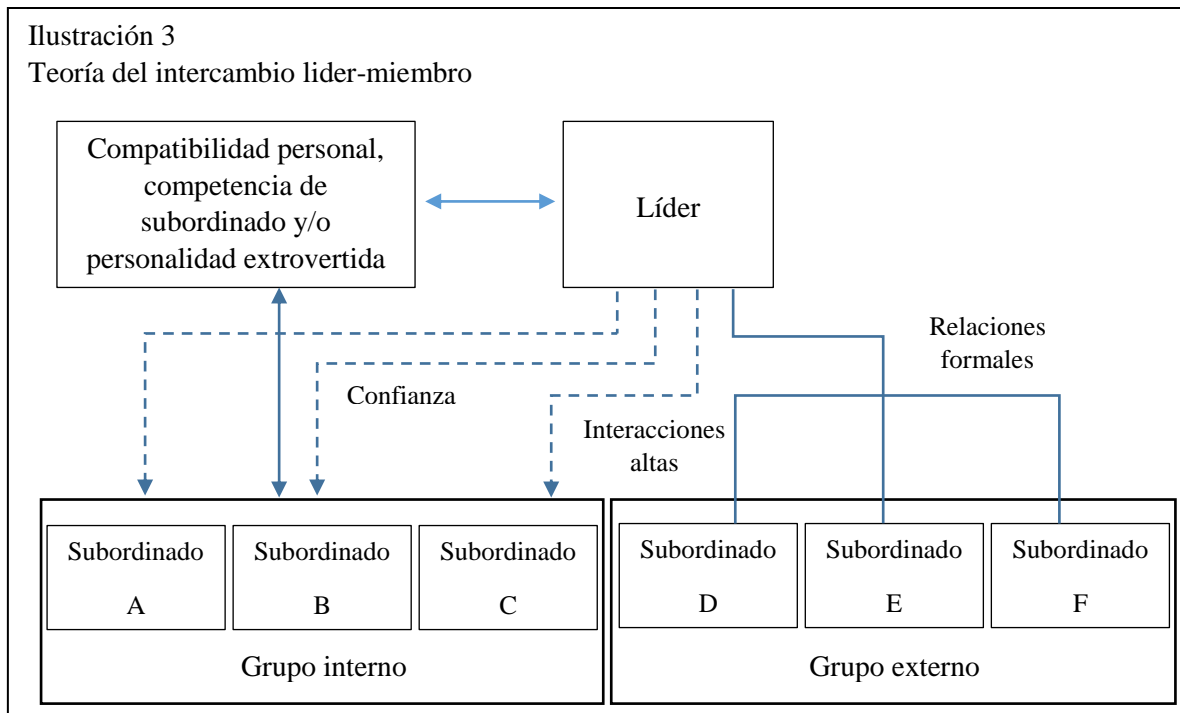 Ilustración 3
Teoría del intercambio lider-miembro
Compatibilidad personal,
competencia de
subordinado y/o
personalidad extrovertida
Líder
Relaciones
formales
Confianza
Interacciones
altas
Subordinado
A
Subordinado
B
Subordinado
C
Grupo interno
Subordinado
D
Subordinado
E
Subordinado
F
Grupo externo